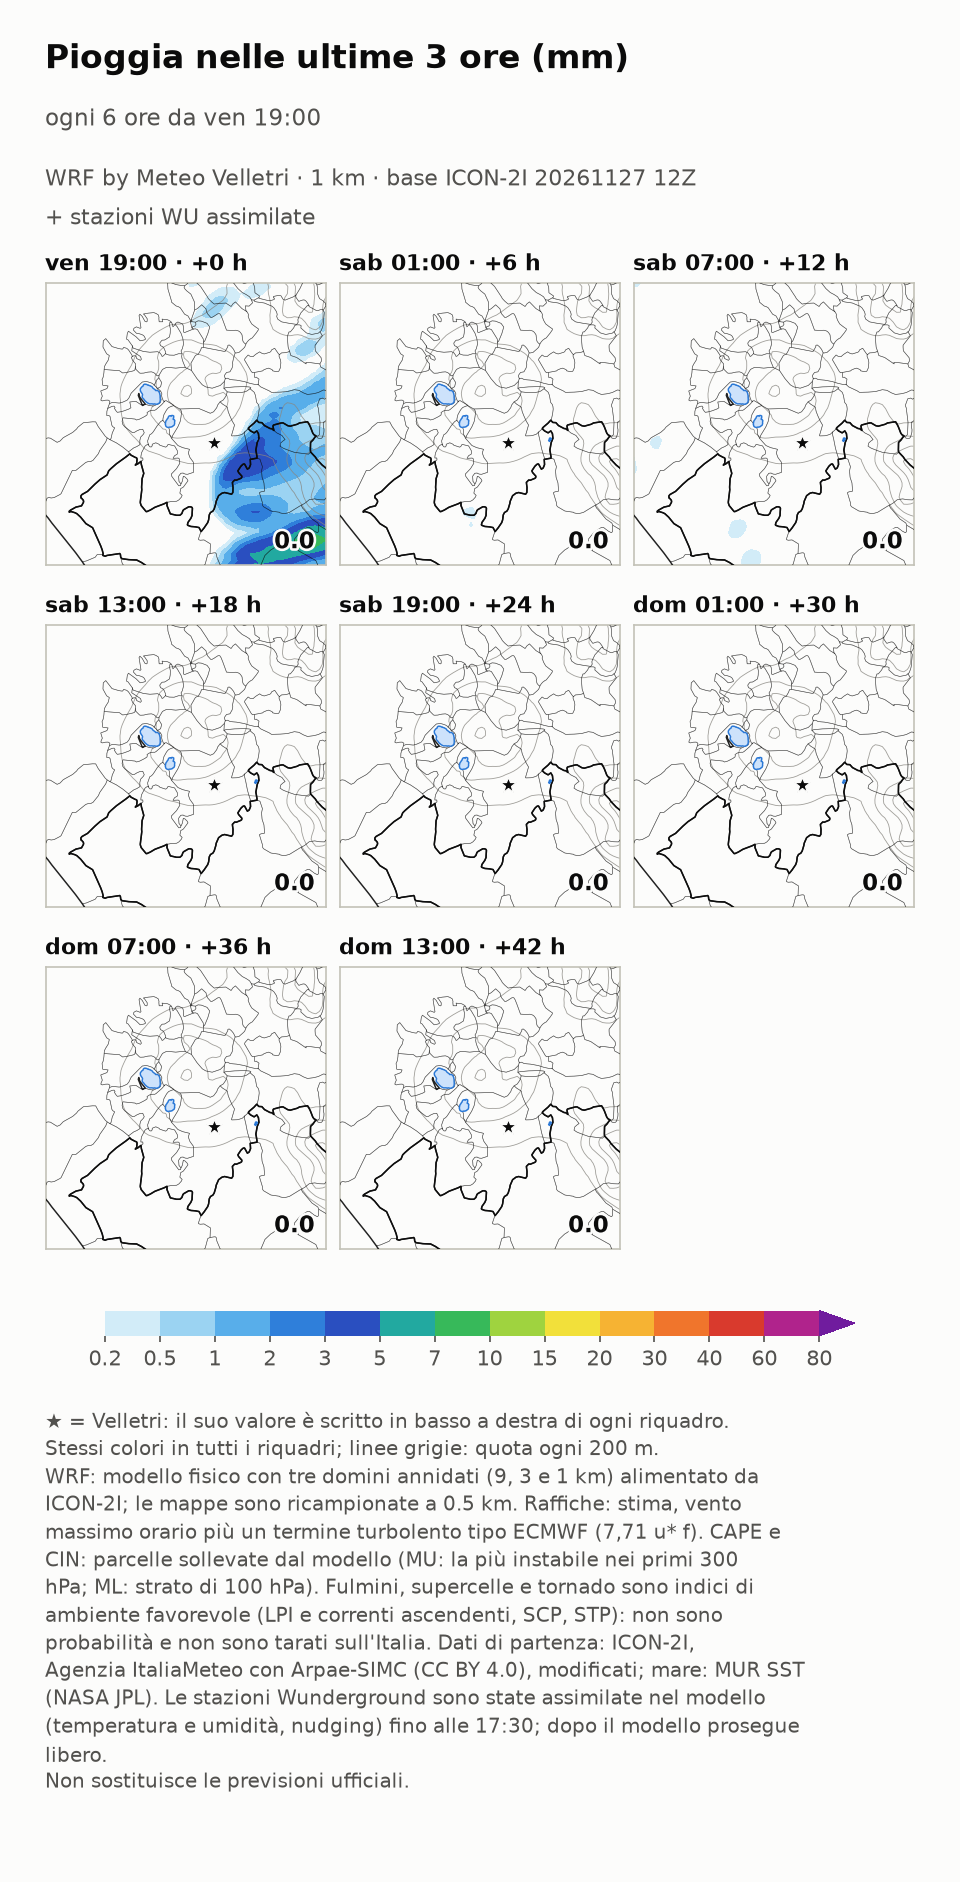 Pioggia nelle ultime 3 ore (mm)
ogni 6 ore da ven 19:00
WRF by Meteo Velletri · 1 km · base ICON-2I 20261127 12Z
+ stazioni WU assimilate
ven 19:00 · +0 h
sab 01:00 · +6 h
sab 07:00 · +12 h
0.0
0.0
0.0
sab 13:00 · +18 h
sab 19:00 · +24 h
dom 01:00 · +30 h
0.0
0.0
0.0
dom 07:00 · +36 h
dom 13:00 · +42 h
0.0
0.0
0.2 0.5 1 2 3 5 7 10 15 20 30 40 60 80
★ = Velletri: il suo valore è scritto in basso a destra di ogni riquadro.
Stessi colori in tutti i riquadri; linee grigie: quota ogni 200 m.
WRF: modello fisico con tre domini annidati (9, 3 e 1 km) alimentato da
ICON-2I; le mappe sono ricampionate a 0.5 km. Raffiche: stima, vento
massimo orario più un termine turbolento tipo ECMWF (7,71 u* f). CAPE e
CIN: parcelle sollevate dal modello (MU: la più instabile nei primi 300
hPa; ML: strato di 100 hPa). Fulmini, supercelle e tornado sono indici di
ambiente favorevole (LPI e correnti ascendenti, SCP, STP): non sono
probabilità e non sono tarati sull'Italia. Dati di partenza: ICON-2I,
Agenzia ItaliaMeteo con Arpae-SIMC (CC BY 4.0), modificati; mare: MUR SST
(NASA JPL). Le stazioni Wunderground sono state assimilate nel modello
(temperatura e umidità, nudging) fino alle 17:30; dopo il modello prosegue
libero.
Non sostituisce le previsioni ufficiali.